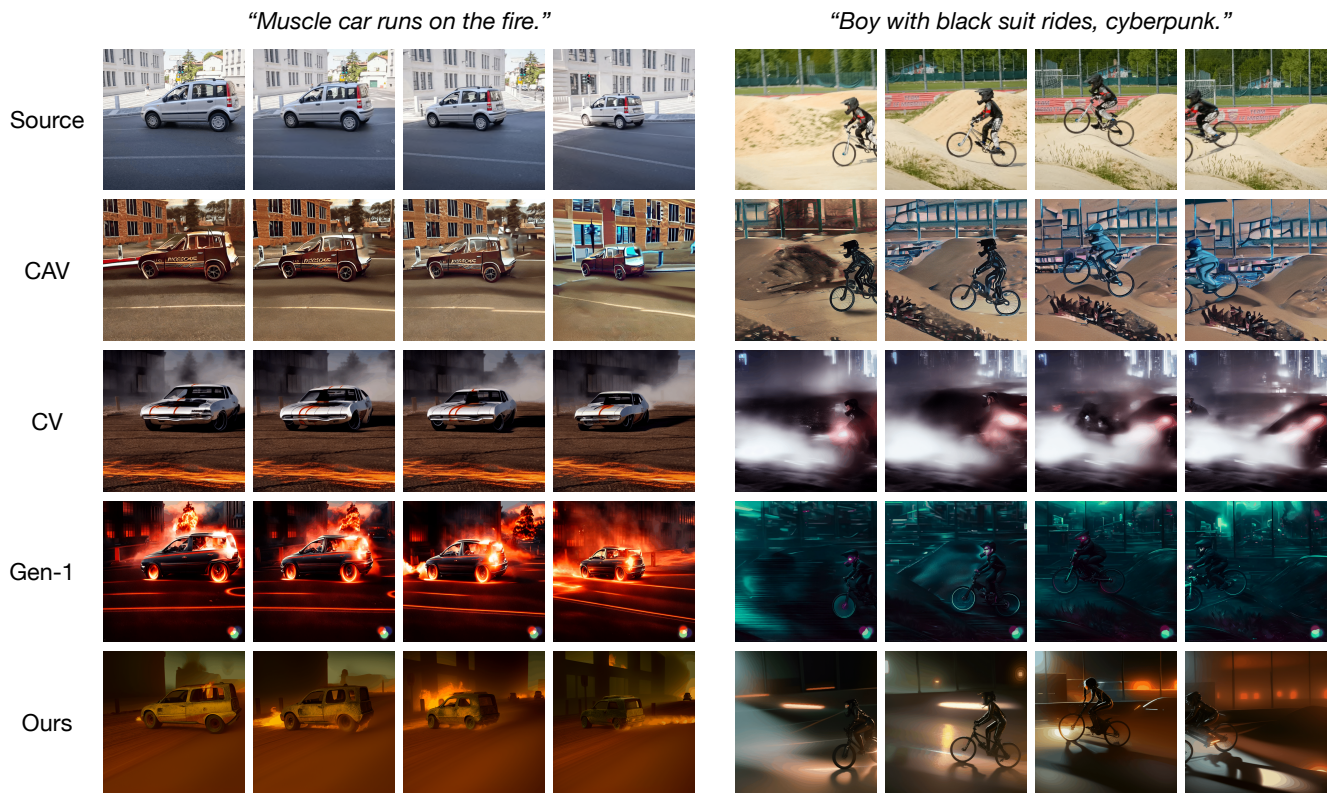 “Muscle car runs on the fire.”
“Boy with black suit rides, cyberpunk.”
Source
CAV
CV
Gen-1
Ours